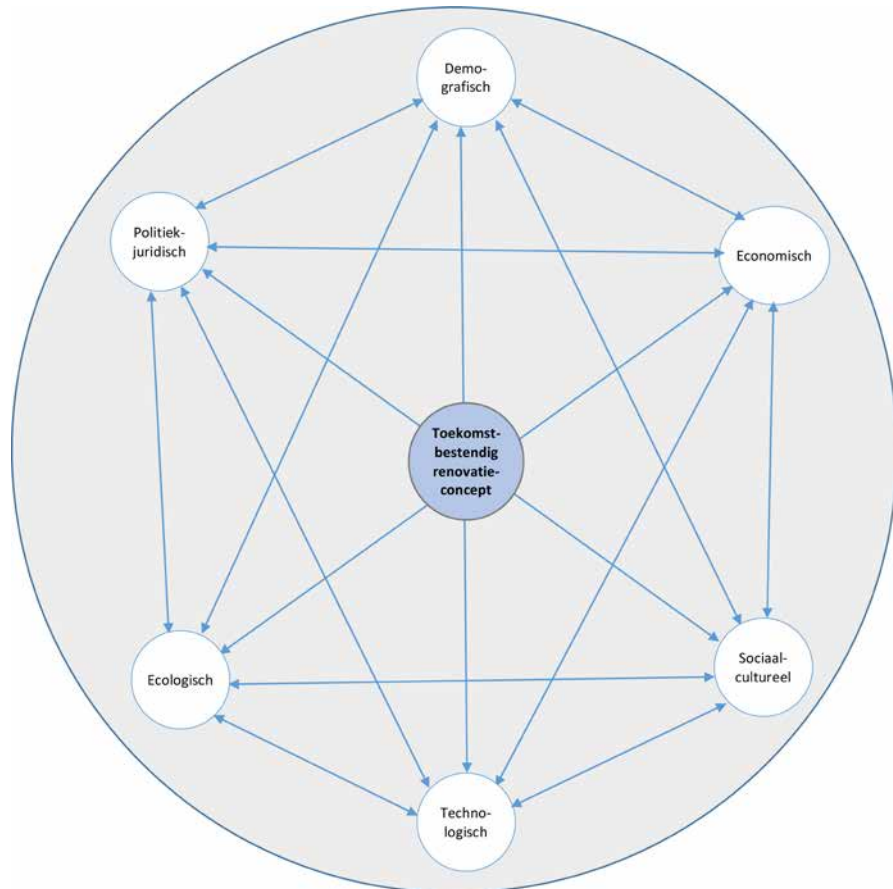 Demo-
grafisch
Politiek-
juridisch
Economisch
Toekomst-
bestendig
renovatie-
concept
Ecologisch
Sociaal-
cultureel
Techno-
logisch